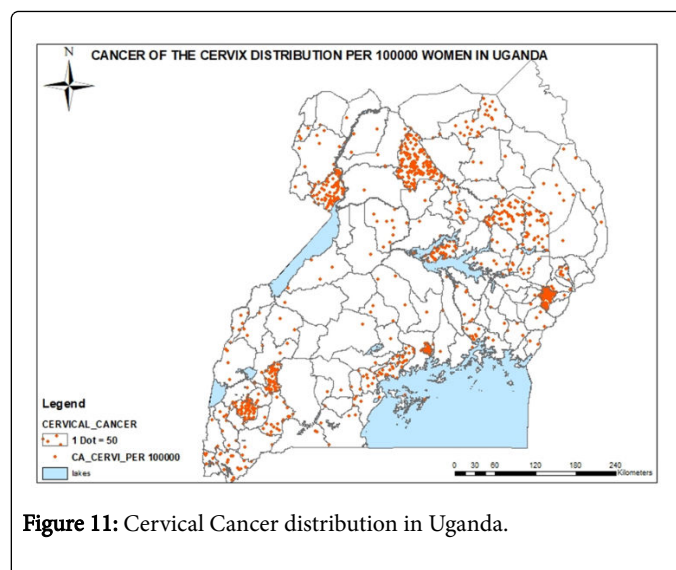 N
CANCER OF THE CERVIX DISTRIBUTION PER 100000 WOMEN IN UGANDA
Legend
CERVICAL_CANCER
1 Dot = 50
CA_CERVI_PER 100000
lakes
0 30 60 120 180 240
Kilometers
Figure 11: Cervical Cancer distribution in Uganda.